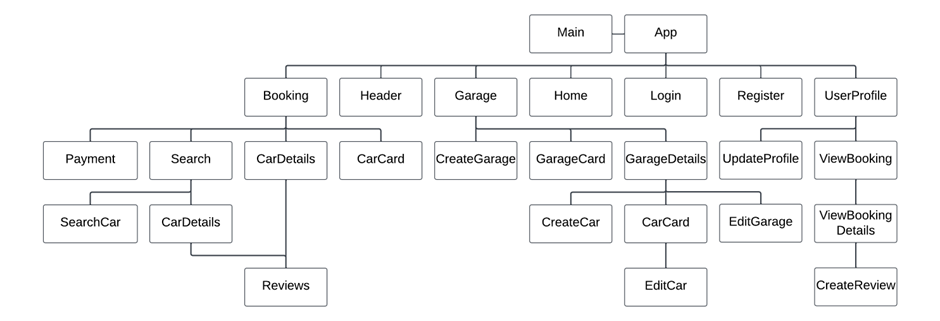 Main
App
Booking
Header
Garage
Home
Login
Register
UserProfile
Payment
Search
CarDetails
CarCard
CreateGarage
GarageCard
GarageDetails
UpdateProfile
ViewBooking
SearchCar
CarDetails
CreateCar
CarCard
EditGarage
ViewBooking
Details
Reviews
EditCar
CreateReview